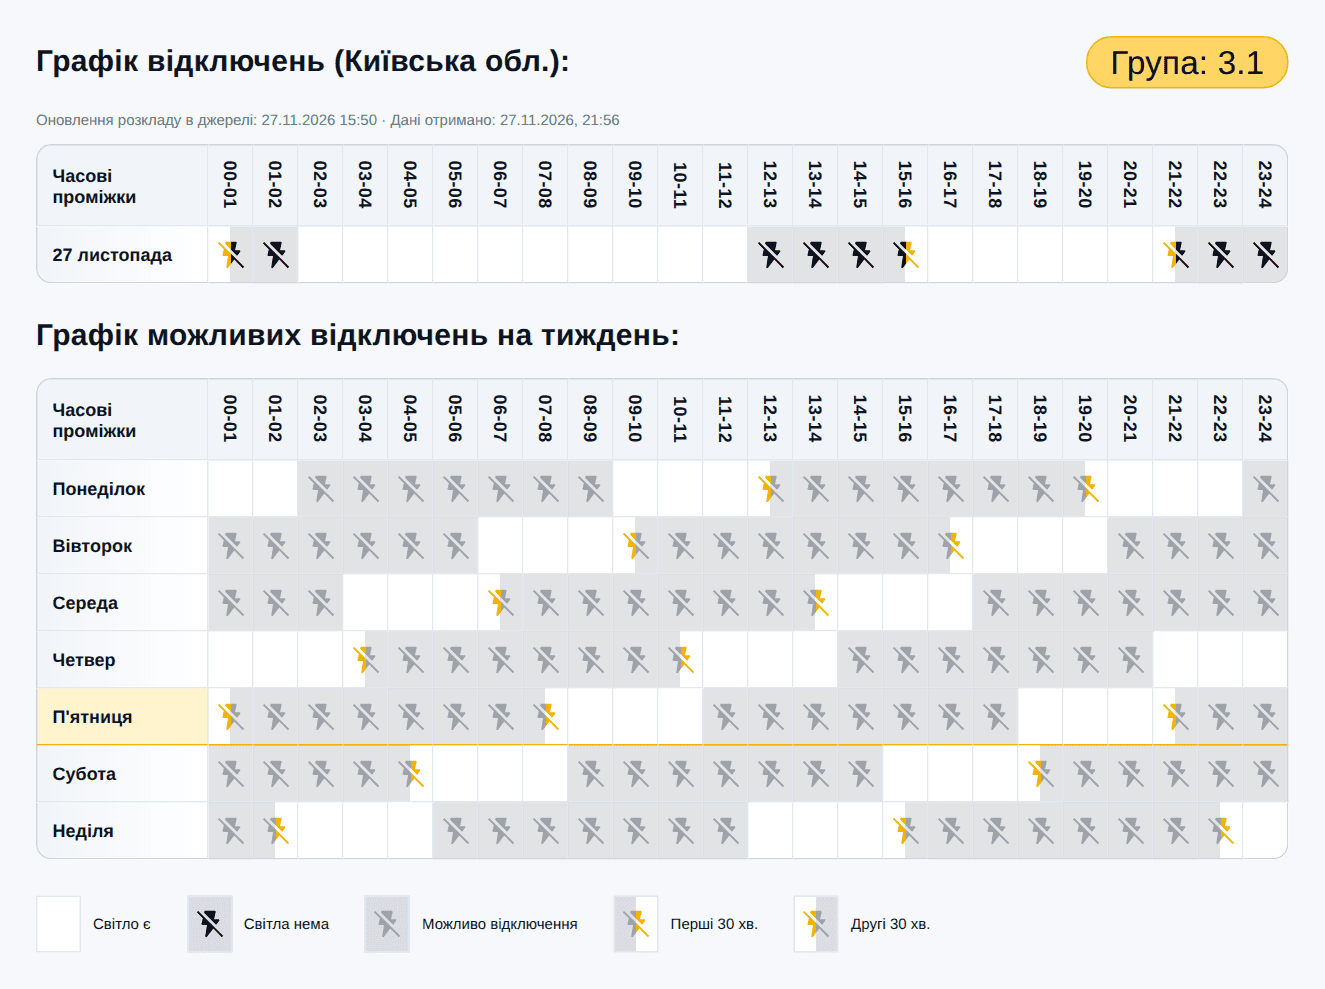 Графік відключень (Київська обл.):
Група: 3.1
Оновлення розкладу в джерелі: 27.11.2026 15:50 · Дані отримано: 27.11.2026, 21:56
Часові проміжки 00-01 01-02 02-03 03-04 04-05 05-06 06-07 07-08 08-09 09-10 10-11 11-12 12-13 13-14 14-15 15-16 16-17 17-18 18-19 19-20 20-21 21-22 22-23 23-24
27 листопада
Графік можливих відключень на тиждень:
Часові проміжки 00-01 01-02 02-03 03-04 04-05 05-06 06-07 07-08 08-09 09-10 10-11 11-12 12-13 13-14 14-15 15-16 16-17 17-18 18-19 19-20 20-21 21-22 22-23 23-24
Понеділок
Вівторок
Середа
Четвер
П'ятниця
Субота
Неділя
Світло є Світла нема Можливо відключення Перші 30 хв. Другі 30 хв.